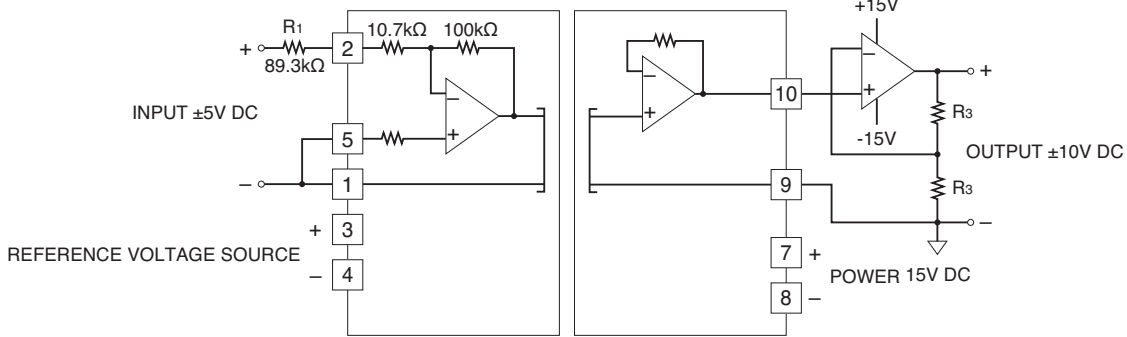 +15V
R1
10.7kΩ
100kΩ
+
2
89.3kΩ
−
−
−
10
+
+
+
INPUT ±5V DC
−
+
R3
5
+
-15V
OUTPUT ±10V DC
−
1
9
R3
−
+
3
REFERENCE VOLTAGE SOURCE
−
4
7
+
POWER 15V DC
8
−